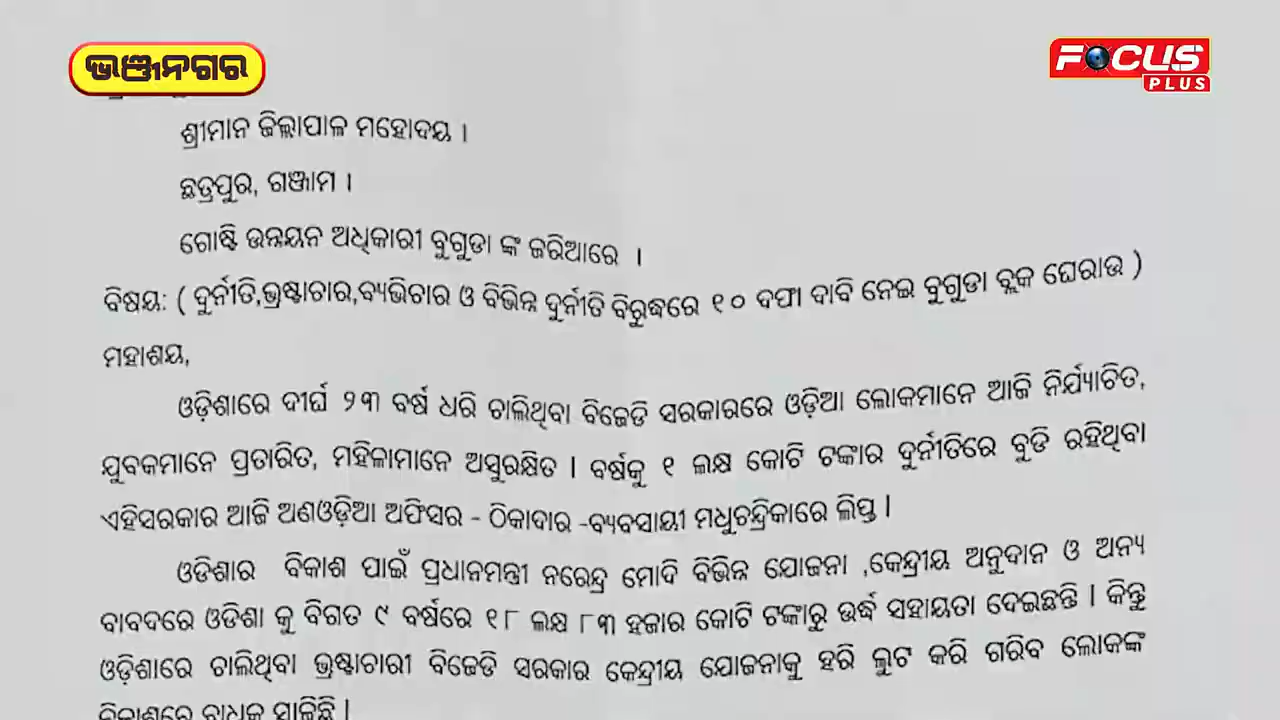 ଭଞ୍ଜନଗର
FOCUS
PLUS
ଶ୍ରୀମାନ ଜିଲ୍ଲାପାଳ ମହୋଦୟ ।
ଛତ୍ରପୁର, ଗଞ୍ଜାମ ।
ଗୋଷ୍ଟି ଉନ୍ନୟନ ଅଧିକାରୀ ବୁଗୁଡା ଙ୍କ ଜରିଆରେ ।
ବିଷୟ: ( ଦୁର୍ନୀତି,ଭ୍ରଷ୍ଟାଚାର,ବ୍ୟଭିଚାର ଓ ବିଭିନ୍ନ ଦୁର୍ନୀତି ବିରୁଦ୍ଧରେ ୧୦ ଦଫା ଦାବି ନେଇ ବୁଗୁଡା ବ୍ଲକ ଘେରାଉ )
ମହାଶୟ,
ଓଡ଼ିଶାରେ ଦୀର୍ଘ ୨୩ ବର୍ଷ ଧରି ଚାଲିଥିବା ବିଜେଡି ସରକାରରେ ଓଡ଼ିଆ ଲୋକମାନେ ଆଜି ନିର୍ଯ୍ୟାଚିତ,
ଯୁବକମାନେ ପ୍ରତାରିତ, ମହିଳାମାନେ ଅସୁରକ୍ଷିତ । ବର୍ଷକୁ ୧ ଲକ୍ଷ କୋଟି ଟଙ୍କାର ଦୁର୍ନୀତିରେ ବୁଡି ରହିଥିବା
ଏହିସରକାର ଆଜି ଅଣଓଡ଼ିଆ ଅଫିସର - ଠିକାଦାର -ବ୍ୟବସାୟୀ ମଧୁଚନ୍ଦ୍ରିକାରେ ଲିପ୍ତ ।
ଓଡିଶାର ବିକାଶ ପାଇଁ ପ୍ରଧାନମନ୍ତ୍ରୀ ନରେନ୍ଦ୍ର ମୋଦି ବିଭିନ୍ନ ଯୋଜନା ,କେନ୍ଦ୍ରୀୟ ଅନୁଦାନ ଓ ଅନ୍ୟ
ବାବଦରେ ଓଡିଶା କୁ ବିଗତ ୯ ବର୍ଷରେ ୧୮ ଲକ୍ଷ ୮୩ ହଜାର କୋଟି ଟଙ୍କାରୁ ଉର୍ଦ୍ଧ ସହାୟତା ଦେଇଛନ୍ତି । କିନ୍ତୁ
ଓଡ଼ିଶାରେ ଚାଲିଥିବା ଭ୍ରଷ୍ଟାଚାରୀ ବିଜେଡି ସରକାର କେନ୍ଦ୍ରୀୟ ଯୋଜନାକୁ ହରି ଲୁଟ କରି ଗରିବ ଲୋକଙ୍କ
ବିକାଶରେ ବାଧକ ସାଜିଛି ।